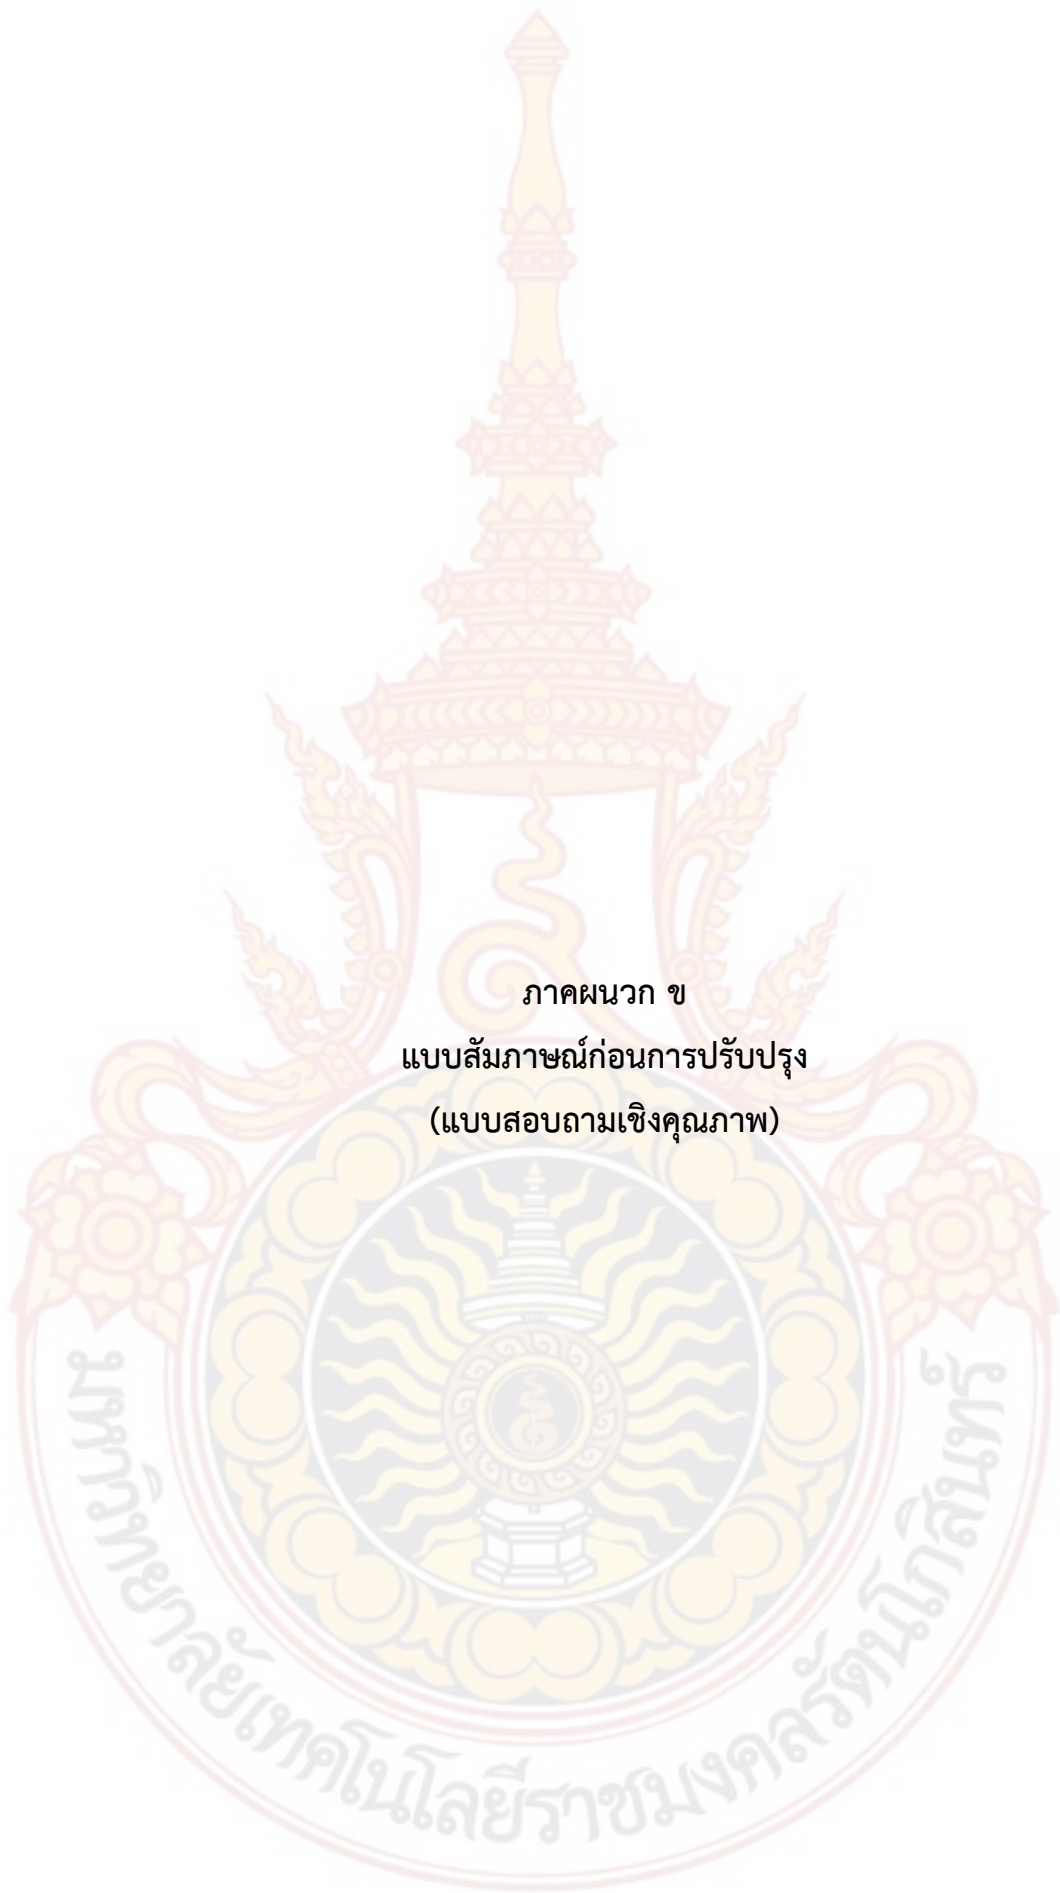 ภาคผนวก ข
แบบสัมภาษณ์ก่อนการปรับปรุง
(แบบสอบถามเชิงคุณภาพ)
มหาวิทยาลัยเทคโนโลยีราชมงคลรัตนโกสินทร์